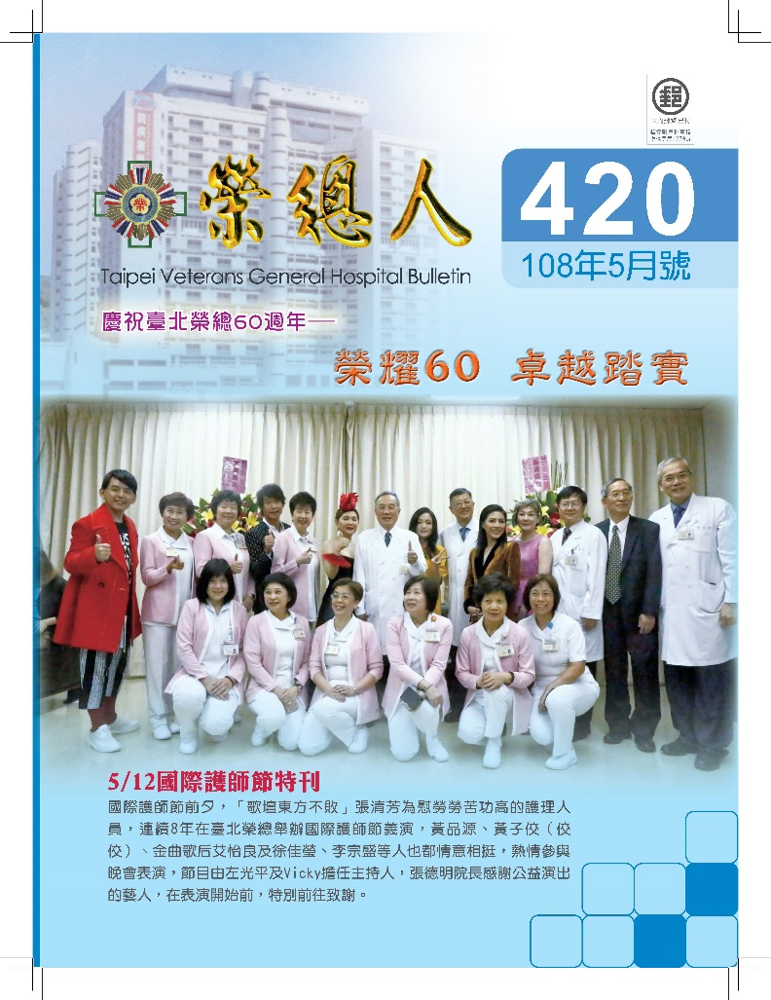 郵
420
108年5月號
榮總人
Taipei Veterans General Hospital Bulletin
慶祝臺北榮總60週年──
榮耀60 卓越踏實
5/12國際護師節特刊
國際護師節前夕，「歌壇東方不敗」張清芳為慰勞勞苦功高的護理人
員，連續8年在臺北榮總舉辦國際護師節義演，黃品源、黃子佼（佼
佼）、金曲歌后艾怡良及徐佳瑩、李宗盛等人也都情意相挺，熱情參與
晚會表演，節目由左光平及Vicky擔任主持人，張德明院長感謝公益演出
的藝人，在表演開始前，特別前往致謝。